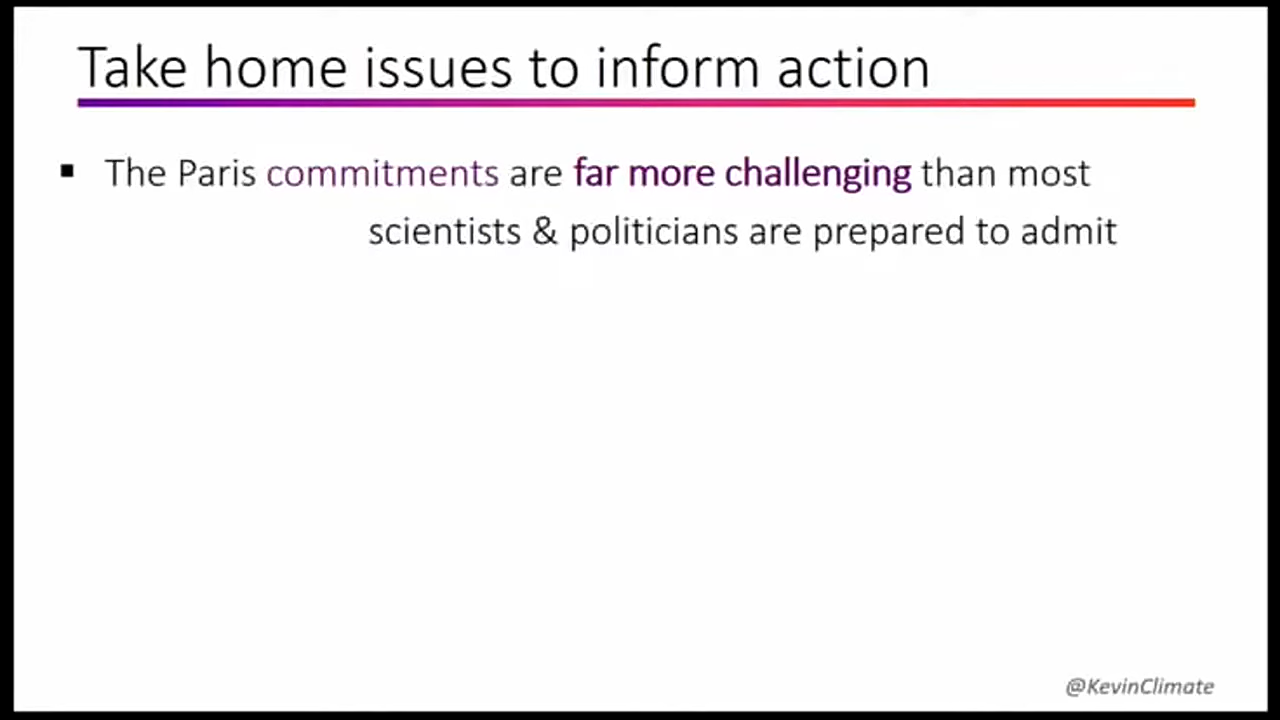 Take home issues to inform action
▪ The Paris commitments are far more challenging than most
scientists & politicians are prepared to admit
@KevinClimate